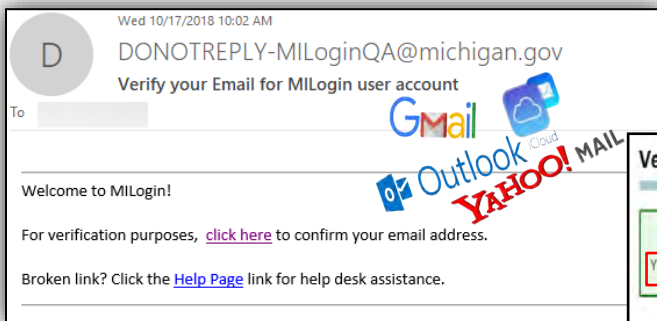 Wed 10/17/2018 10:02 AM
D
DONOTREPLY-MILoginQA@michigan.gov
Verify your Email for MILogin user account
To
GMail
iCloud
Outlook
YAHOO! MAIL
Welcome to MILogin!
For verification purposes, click here to confirm your email address.
Broken link? Click the Help Page link for help desk assistance.